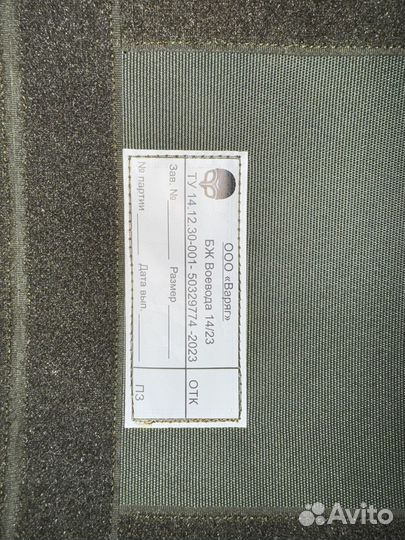 ООО «Варяг»
БЖ Воевода 14/23
ТУ 14.12.30-001- 50329774 -2023
ОТК
Зав. № Размер
№ партии Дата вып. ПЗ
Avito